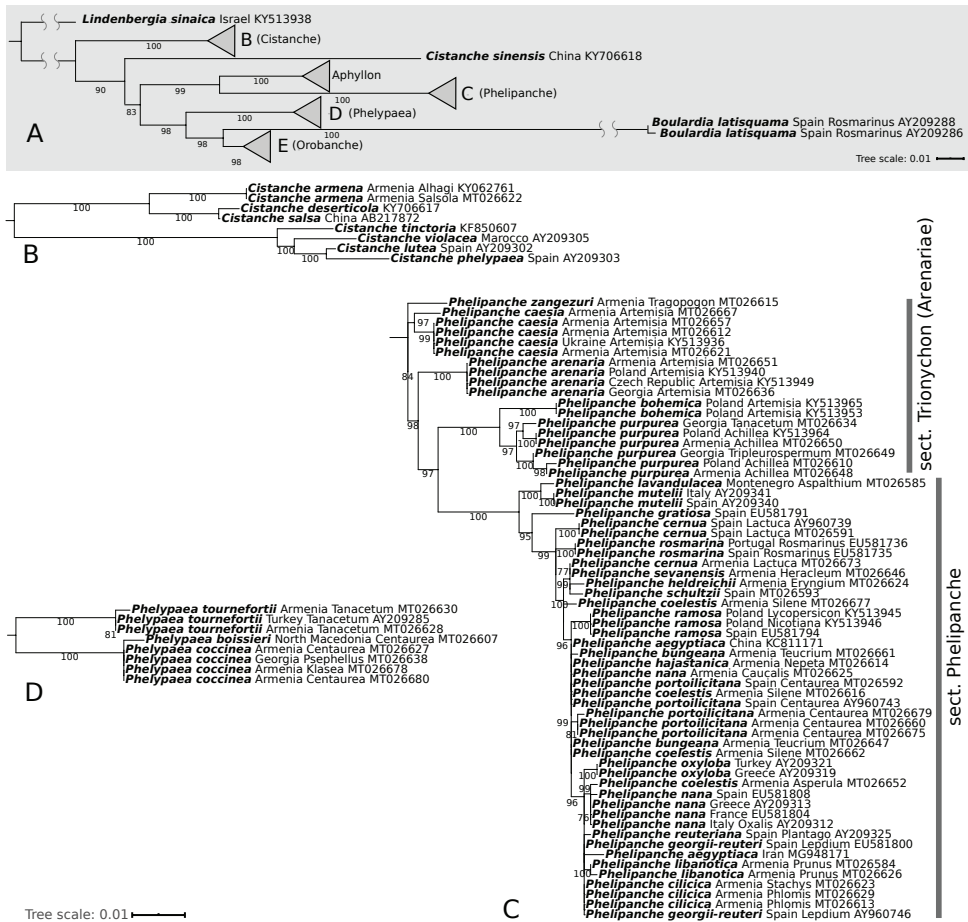 Lindenbergia sinaica Israel KY513938
100
B (Cistanche)
Cistanche sinensis China KY706618
90
Aphyllon
99
100
C (Phelipanche)
100
83
D (Phelypaea)
100
98
100
Boulardia latisquama Spain Rosmarinus AY209288
Boulardia latisquama Spain Rosmarinus AY209286
98
E (Orobanche)
98
A
Tree scale: 0.01
Cistanche armena Armenia Alhagi KY062761
100
Cistanche armena Armenia Salsola MT026622
100
Cistanche deserticola KY706617
100
Cistanche salsa China AB217872
Cistanche tinctoria KF850607
100
Cistanche violacea Marocco AY209305
100
Cistanche lutea Spain AY209302
100
Cistanche phelypaea Spain AY209303
B
Phelipanche zangezuri Armenia Tragopogon MT026615
Phelipanche caesia Armenia Artemisia MT026667
97
Phelipanche caesia Armenia Artemisia MT026657
Phelipanche caesia Armenia Artemisia MT026612
99
Phelipanche caesia Ukraine Artemisia KY513936
Phelipanche caesia Armenia Artemisia MT026621
84
Phelipanche arenaria Armenia Artemisia MT026651
Phelipanche arenaria Poland Artemisia KY513940
100
Phelipanche arenaria Czech Republic Artemisia KY513949
Phelipanche arenaria Georgia Artemisia MT026636
98
Phelipanche bohemica Poland Artemisia KY513965
100
Phelipanche bohemica Poland Artemisia KY513953
100
Phelipanche purpurea Georgia Tanacetum MT026634
97
Phelipanche purpurea Poland Achillea KY513964
100
Phelipanche purpurea Armenia Achillea MT026650
97
Phelipanche purpurea Georgia Tripleurospermum MT026649
100
Phelipanche purpurea Poland Achillea MT026610
98
Phelipanche purpurea Armenia Achillea MT026648
97
sect. Trionychon (Arenariae)
Phelipanche lavandulacea Montenegro Aspalthium MT026585
Phelipanche mutelii Italy AY209341
100
100
Phelipanche mutelii Spain AY209340
100
Phelipanche gratiosa Spain EU581791
95
Phelipanche cernua Spain Lactuca AY960739
100
Phelipanche cernua Spain Lactuca MT026591
Phelipanche rosmarina Portugal Rosmarinus EU581736
99
100
Phelipanche rosmarina Spain Rosmarinus EU581735
Phelipanche cernua Armenia Lactuca MT026673
77
Phelipanche sevanensis Armenia Heracleum MT026646
99
Phelipanche heldreichii Armenia Eryngium MT026624
Phelipanche schultzii Spain MT026593
100
Phelipanche coelestis Armenia Silene MT026677
Phelipanche ramosa Poland Lycopersicon KY513945
100
Phelipanche ramosa Poland Nicotiana KY513946
Phelipanche ramosa Spain EU581794
96
Phelipanche aegyptiaca China KC811171
Phelipanche bungeana Armenia Teucrium MT026661
Phelipanche hajastanica Armenia Nepeta MT026614
Phelipanche nana Armenia Caucalis MT026625
Phelipanche portoilicitana Spain Centaurea MT026592
Phelipanche coelestis Armenia Silene MT026616
Phelipanche portoilicitana Spain Centaurea AY960743
Phelipanche portoilicitana Armenia Centaurea MT026679
99
Phelipanche portoilicitana Armenia Centaurea MT026660
81
Phelipanche portoilicitana Armenia Centaurea MT026675
Phelipanche bungeana Armenia Teucrium MT026647
Phelipanche coelestis Armenia Silene MT026662
Phelipanche oxyloba Turkey AY209321
100
Phelipanche oxyloba Greece AY209319
Phelipanche coelestis Armenia Asperula MT026652
99
Phelipanche nana Spain EU581808
96
Phelipanche nana Greece AY209313
Phelipanche nana France EU581804
76
Phelipanche nana Italy Oxalis AY209312
Phelipanche reuteriana Spain Plantago AY209325
Phelipanche georgii-reuteri Spain Lepdium EU581800
Phelipanche aegyptiaca Iran MG948171
Phelipanche libanotica Armenia Prunus MT026584
100
Phelipanche libanotica Armenia Prunus MT026626
Phelipanche cilicica Armenia Stachys MT026623
Phelipanche cilicica Armenia Phlomis MT026629
Phelipanche cilicica Armenia Phlomis MT026613
Phelipanche georgii-reuteri Spain Lepdium AY960746
sect. Phelipanche
C
Phelypaea tournefortii Armenia Tanacetum MT026630
100
Phelypaea tournefortii Turkey Tanacetum AY209285
Phelypaea tournefortii Armenia Tanacetum MT026628
81
Phelypaea boissieri North Macedonia Centaurea MT026607
100
Phelypaea coccinea Armenia Centaurea MT026627
Phelypaea coccinea Georgia Psephellus MT026638
Phelypaea coccinea Armenia Klasea MT026678
Phelypaea coccinea Armenia Centaurea MT026680
D
Tree scale: 0.01